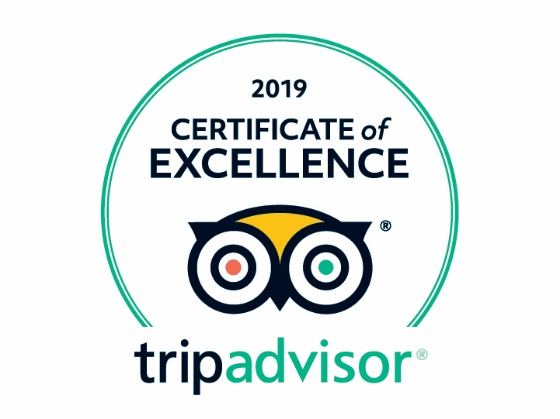 2019
CERTIFICATE of
EXCELLENCE
®
tripadvisor®